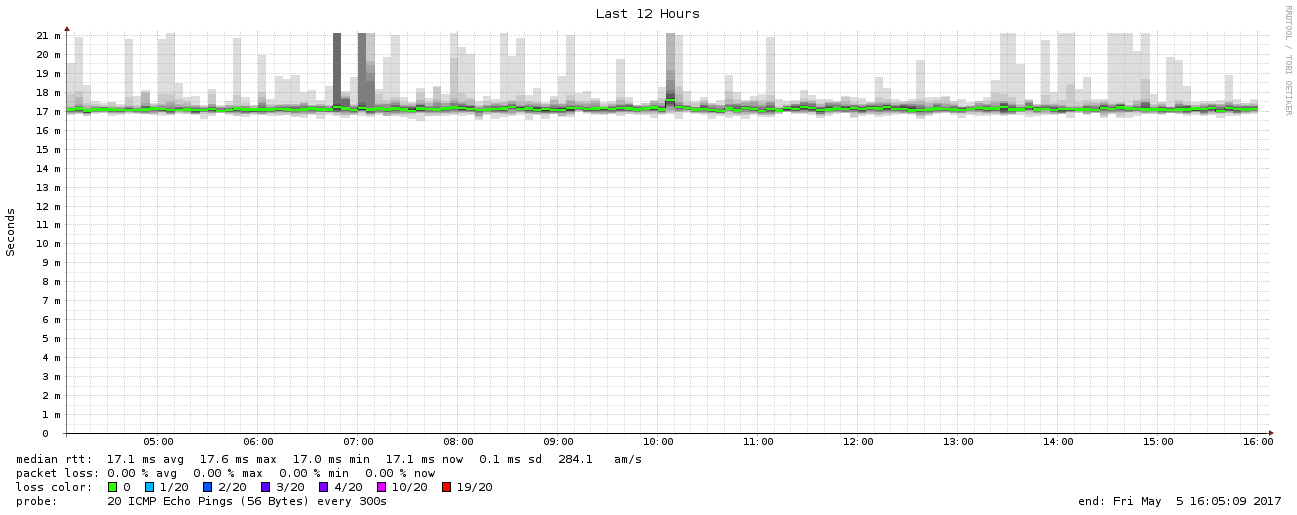 Last 12 Hours
RRDTOOL / TOBI OETIKER
Seconds
21 m
20 m
19 m
18 m
17 m
16 m
15 m
14 m
13 m
12 m
11 m
10 m
9 m
8 m
7 m
6 m
5 m
4 m
3 m
2 m
1 m
0
05:00 06:00 07:00 08:00 09:00 10:00 11:00 12:00 13:00 14:00 15:00 16:00
median rtt: 17.1 ms avg 17.6 ms max 17.0 ms min 17.1 ms now 0.1 ms sd 284.1 am/s
packet loss: 0.00 % avg 0.00 % max 0.00 % min 0.00 % now
loss color: 0 1/20 2/20 3/20 4/20 10/20 19/20
probe: 20 ICMP Echo Pings (56 Bytes) every 300s end: Fri May 5 16:05:09 2017